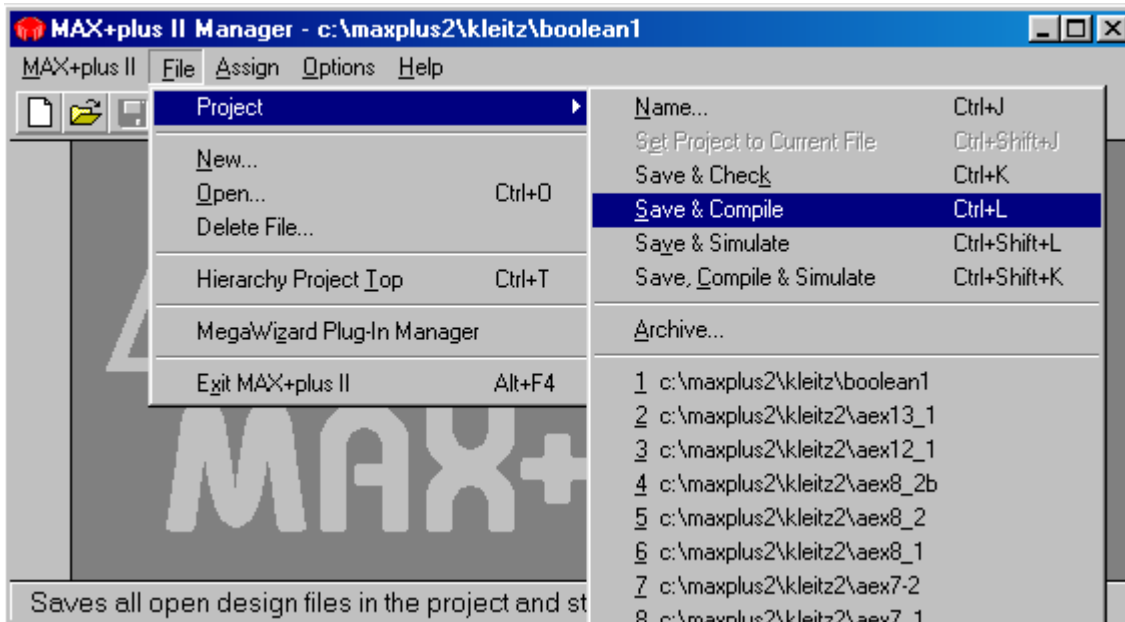 MAX+plus II Manager - c:\maxplus2\kleitz\boolean1
MAX+plus II File Assign Options Help
Project
New...
Open... Ctrl+O
Delete File...
Hierarchy Project Top Ctrl+T
MegaWizard Plug-In Manager
Exit MAX+plus II Alt+F4
Name... Ctrl+J
Set Project to Current File Ctrl+Shift+J
Save & Check Ctrl+K
Save & Compile Ctrl+L
Save & Simulate Ctrl+Shift+L
Save, Compile & Simulate Ctrl+Shift+K
Archive...
1 c:\maxplus2\kleitz\boolean1
2 c:\maxplus2\kleitz2\aex13_1
3 c:\maxplus2\kleitz2\aex12_1
4 c:\maxplus2\kleitz2\aex8_2b
5 c:\maxplus2\kleitz2\aex8_2
6 c:\maxplus2\kleitz2\aex8_1
7 c:\maxplus2\kleitz2\aex7-2
8 c:\maxplus2\kleitz2\aex7_1
MAX+
Saves all open design files in the project and st